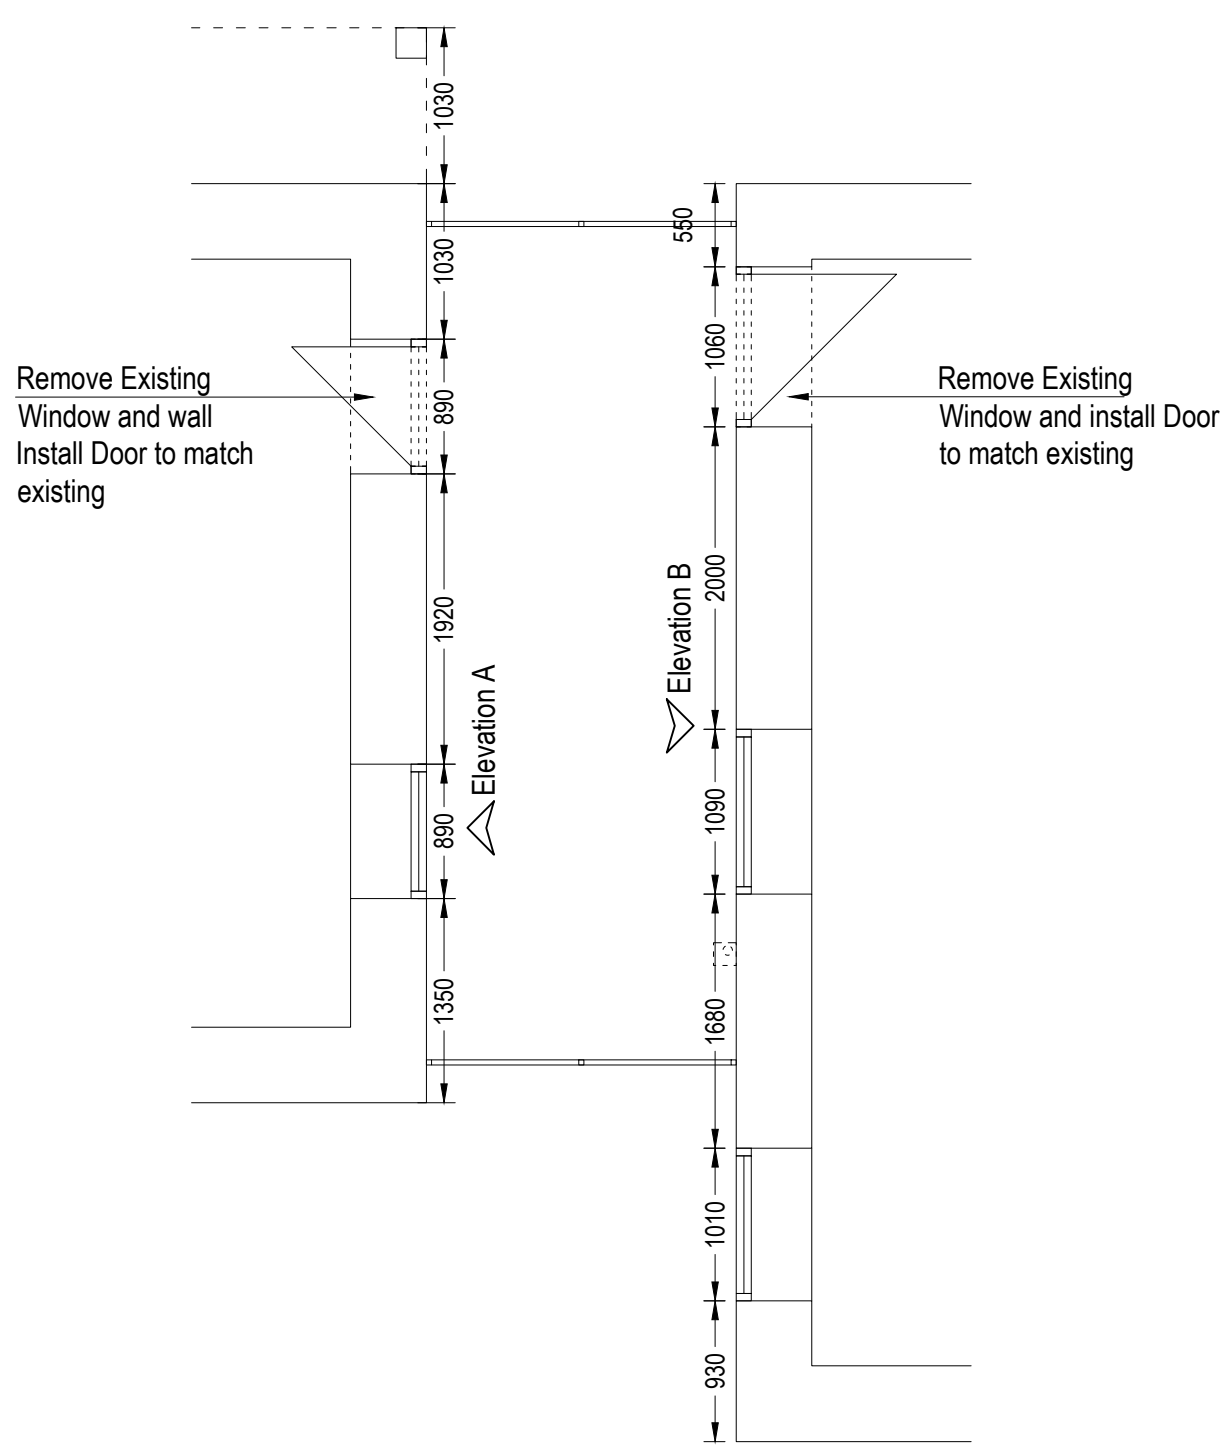 1030
1030
550
890
1060
Remove Existing
Window and wall
Install Door to match
existing
Remove Existing
Window and install Door
to match existing
1920
2000
Elevation A
Elevation B
890
1090
1350
1680
1010
930